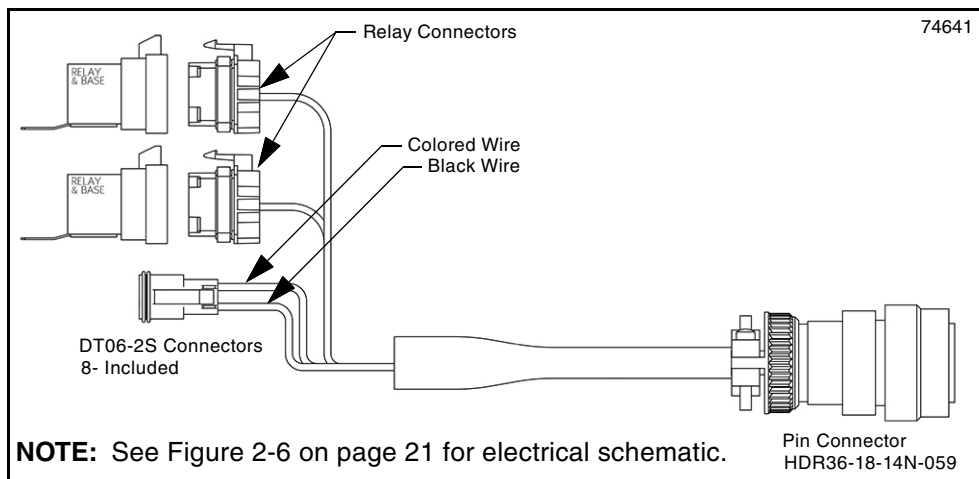 74641
Relay Connectors
RELAY
& BASE
Colored Wire
Black Wire
RELAY
& BASE
DT06-2S Connectors
8- Included
NOTE: See Figure 2-6 on page 21 for electrical schematic.
Pin Connector
HDR36-18-14N-059